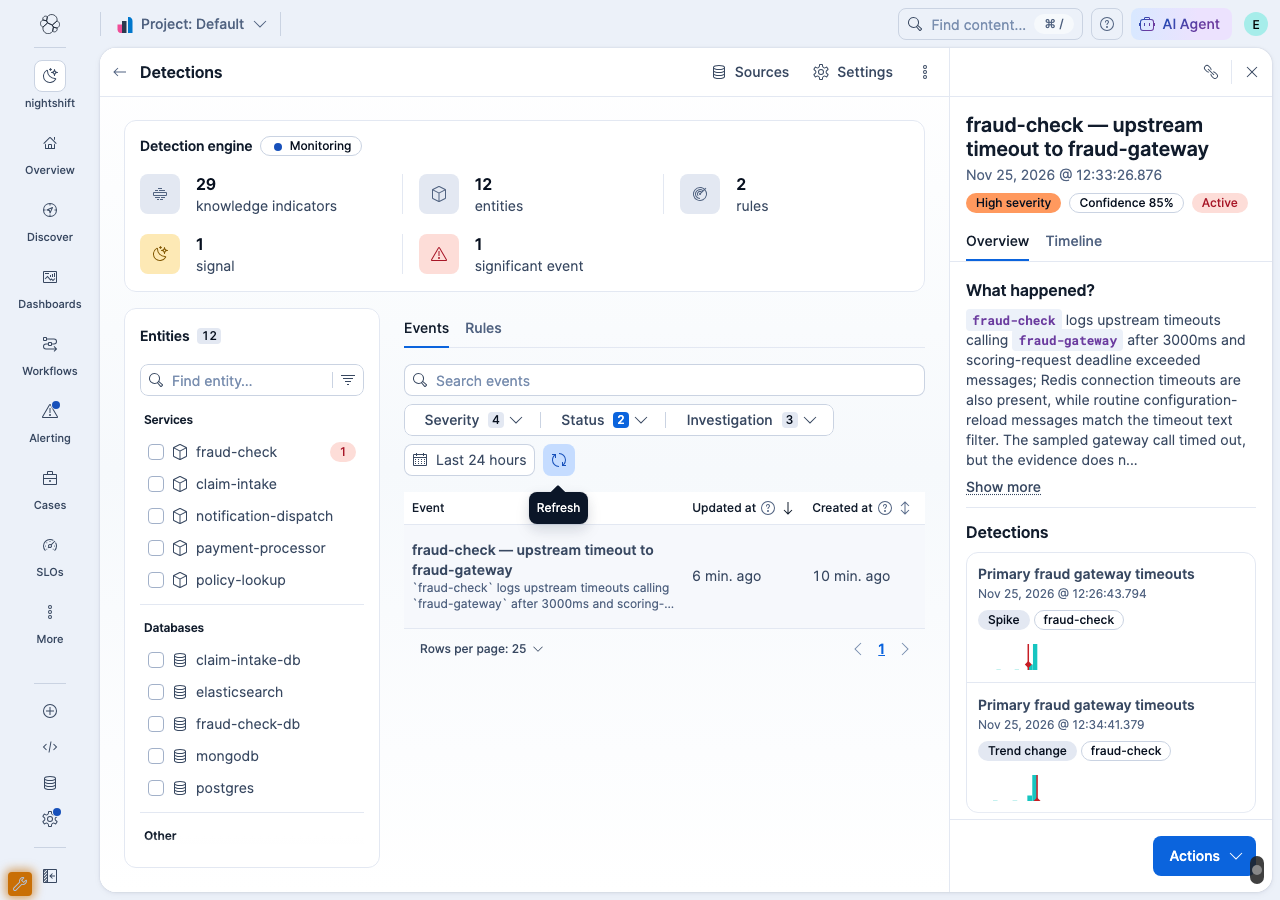 Project: Default
Find content...
⌘ /
AI Agent
E
nightshift
Overview
Discover
Dashboards
Workflows
Alerting
Cases
SLOs
More
Detections
Sources
Settings
Detection engine
Monitoring
29
knowledge indicators
12
entities
2
rules
1
signal
1
significant event
Entities 12
Find entity...
Services
fraud-check 1
claim-intake
notification-dispatch
payment-processor
policy-lookup
Databases
claim-intake-db
elasticsearch
fraud-check-db
mongodb
postgres
Other
Events Rules
Search events
Severity 4 Status 2 Investigation 3
Last 24 hours
Refresh
Event Updated at Created at
fraud-check — upstream timeout to
fraud-gateway
`fraud-check` logs upstream timeouts calling
`fraud-gateway` after 3000ms and scoring-...
6 min. ago
10 min. ago
Rows per page: 25
1
fraud-check — upstream
timeout to fraud-gateway
Nov 25, 2026 @ 12:33:26.876
High severity Confidence 85% Active
Overview Timeline
What happened?
fraud-check logs upstream timeouts
calling fraud-gateway after 3000ms and
scoring-request deadline exceeded
messages; Redis connection timeouts are
also present, while routine configuration-
reload messages match the timeout text
filter. The sampled gateway call timed out,
but the evidence does n...
Show more
Detections
Primary fraud gateway timeouts
Nov 25, 2026 @ 12:26:43.794
Spike fraud-check
Primary fraud gateway timeouts
Nov 25, 2026 @ 12:34:41.379
Trend change fraud-check
Actions